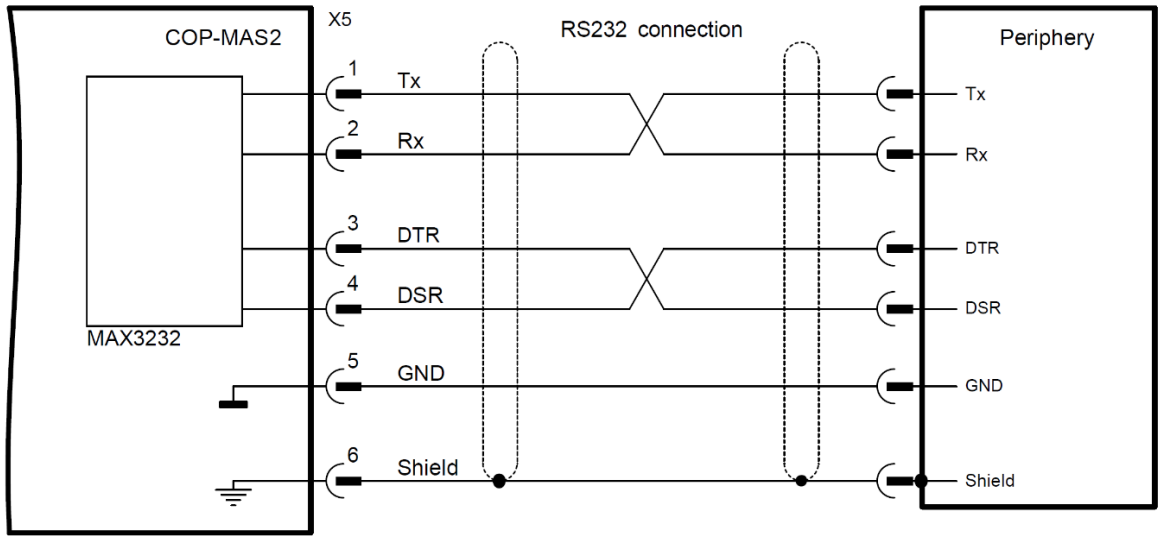 X5
RS232 connection
COP-MAS2
Periphery
1
Tx
Tx
2
Rx
Rx
3
DTR
DTR
4
DSR
DSR
MAX3232
5
GND
GND
6
Shield
Shield